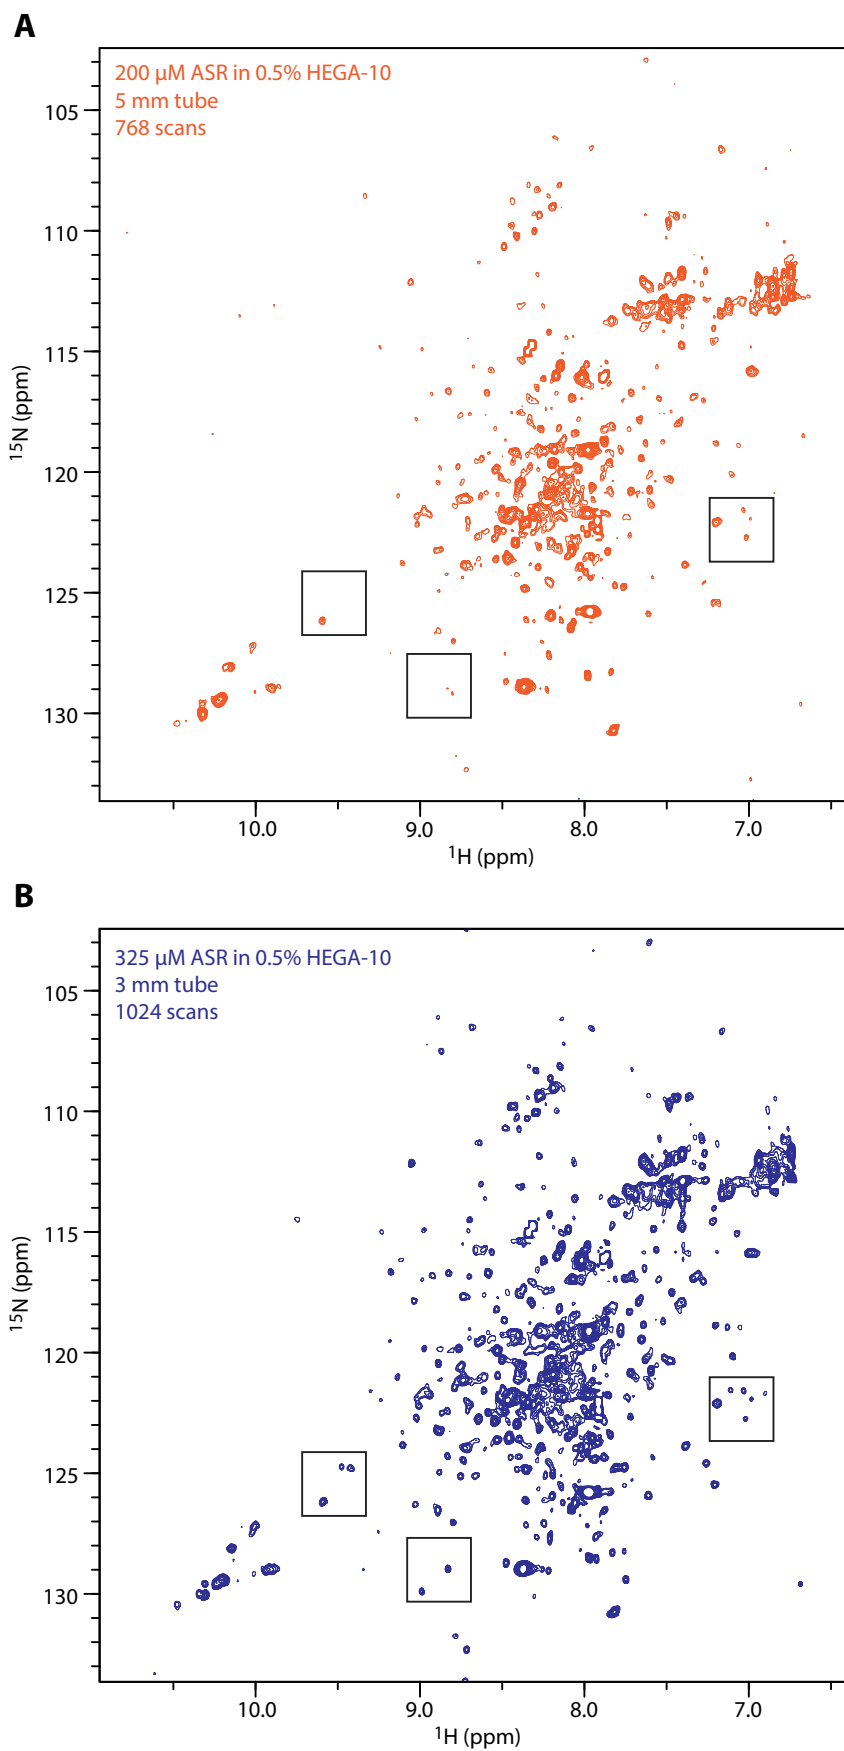 A
200 µM ASR in 0.5% HEGA-10
5 mm tube
768 scans
105
110
115
120
125
130
15N (ppm)
10.0 9.0 8.0 7.0
1H (ppm)
B
325 µM ASR in 0.5% HEGA-10
3 mm tube
1024 scans
105
110
115
120
125
130
15N (ppm)
10.0 9.0 8.0 7.0
1H (ppm)